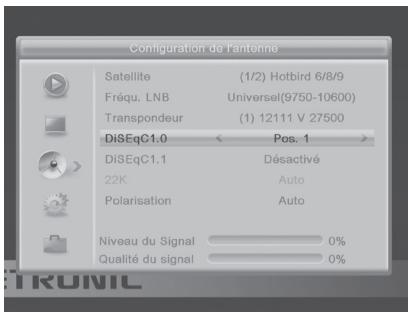 Configuration de l'antenne
Satellite (1/2) Hotbird 6/8/9
Fréqu. LNB Universel(9750-10600)
Transpondeur (1) 12111 V 27500
DiSEqC1.0 < Pos. 1 >
DiSEqC1.1 Désactivé
22K Auto
Polarisation Auto
Niveau du Signal 0%
Qualité du signal 0%